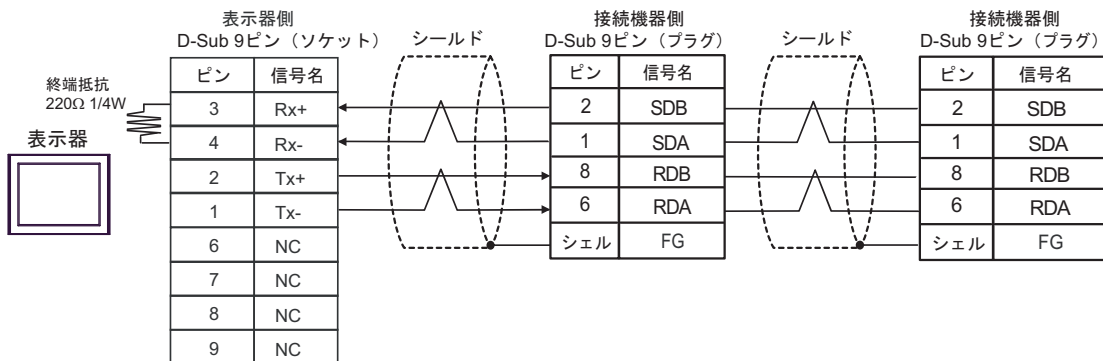 表示器側
D-Sub 9ピン（ソケット）
シールド
接続機器側
D-Sub 9ピン（プラグ）
シールド
接続機器側
D-Sub 9ピン（プラグ）
終端抵抗
220Ω 1/4W
表示器
ピン 信号名
3 Rx+
4 Rx-
2 Tx+
1 Tx-
6 NC
7 NC
8 NC
9 NC
ピン 信号名
2 SDB
1 SDA
8 RDB
6 RDA
シェル FG
ピン 信号名
2 SDB
1 SDA
8 RDB
6 RDA
シェル FG